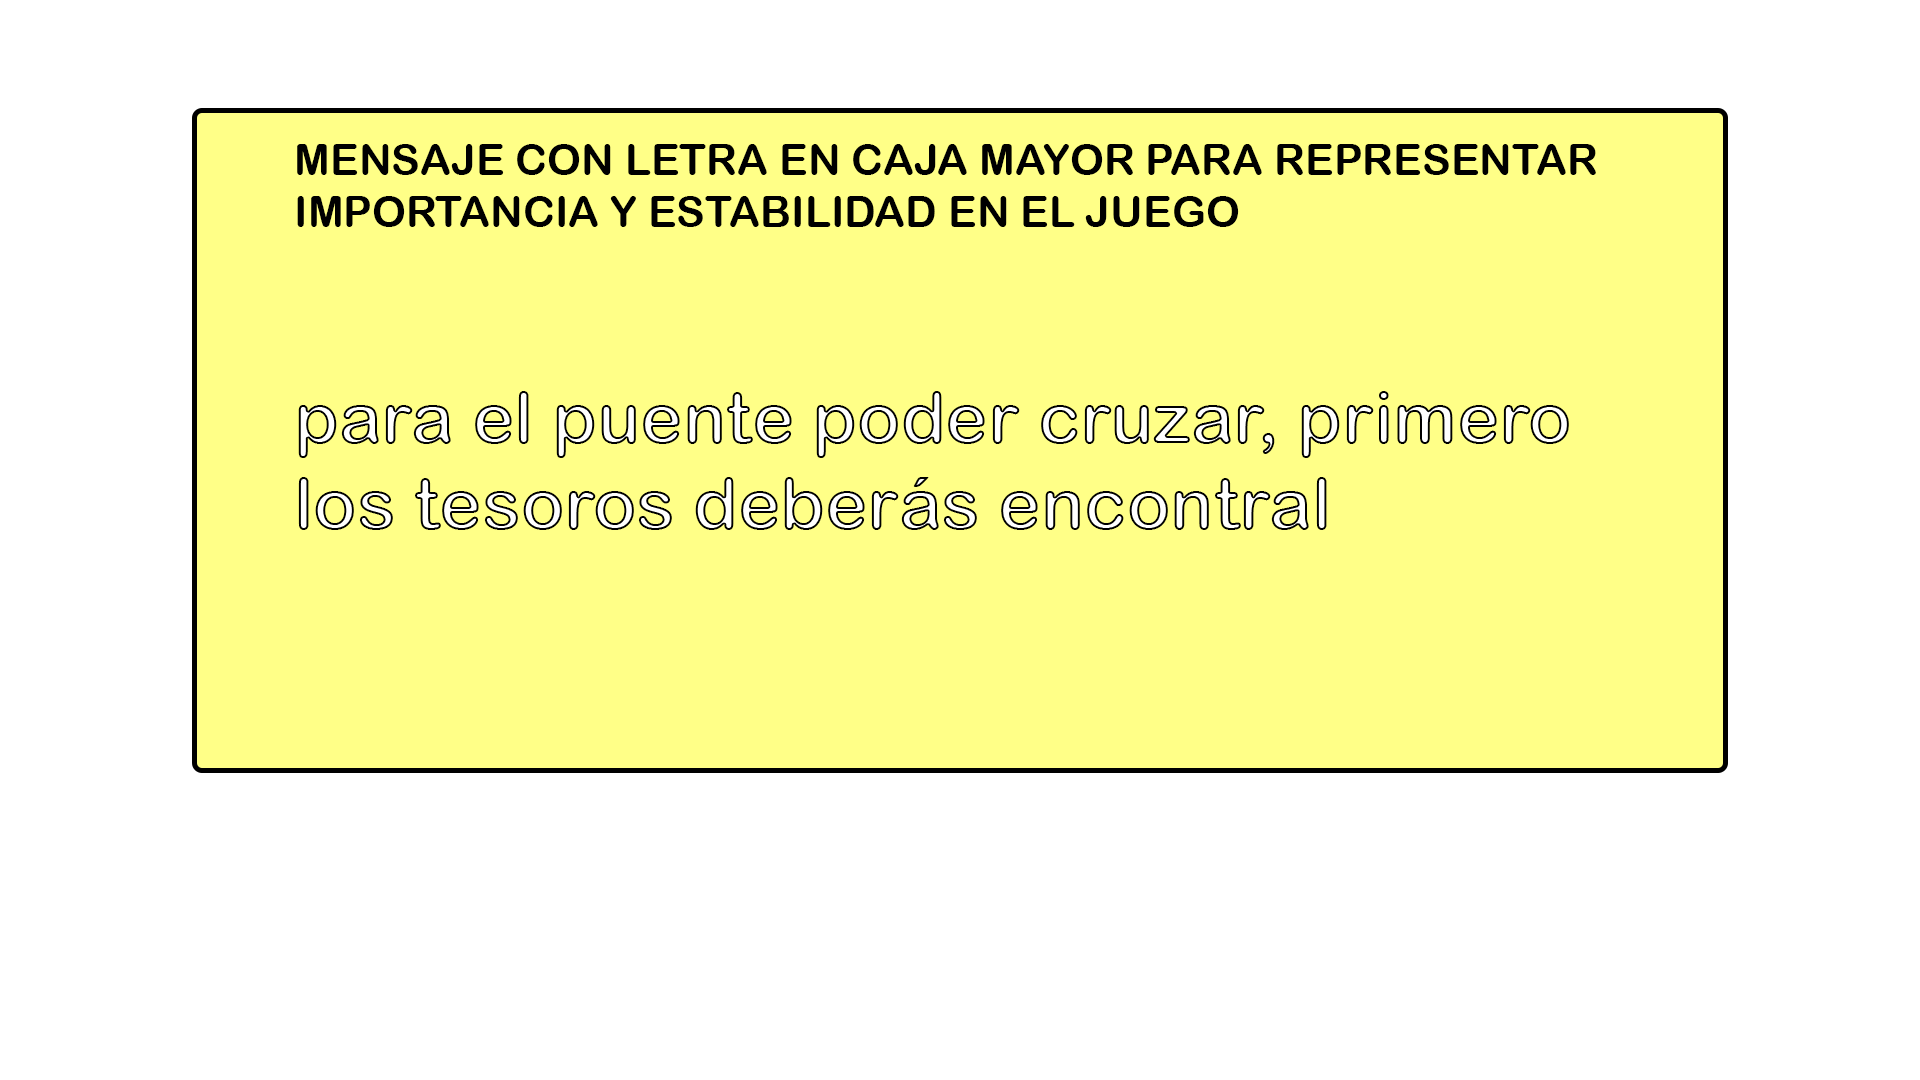 MENSAJE CON LETRA EN CAJA MAYOR PARA REPRESENTAR
IMPORTANCIA Y ESTABILIDAD EN EL JUEGO
para el puente poder cruzar, primero
los tesoros deberás encontral